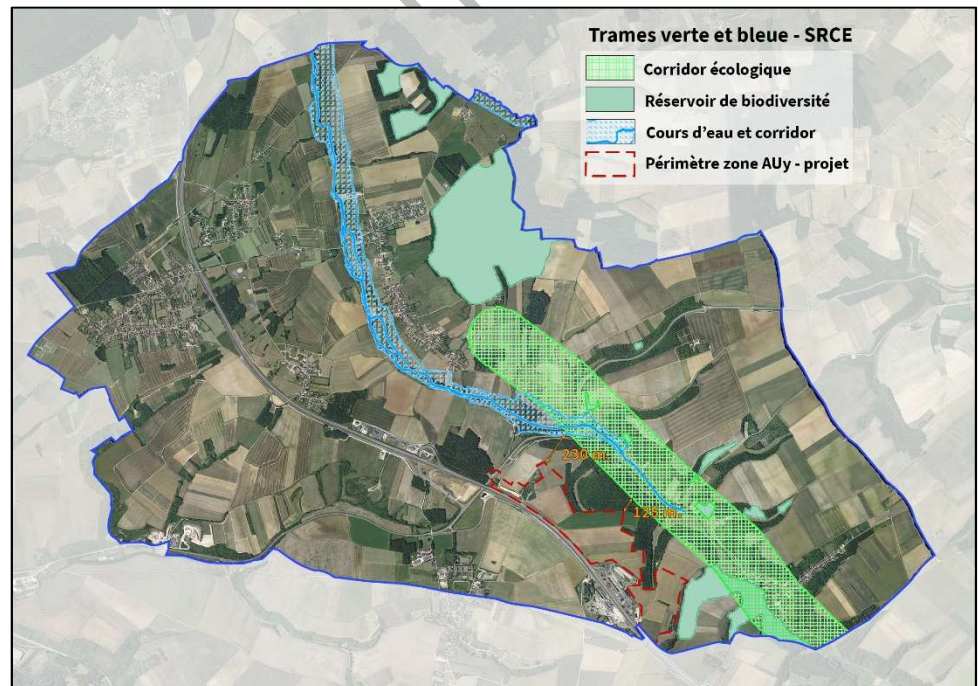 Trames verte et bleue - SRCE
Corridor écologique
Réservoir de biodiversité
Cours d'eau et corridor
Périmètre zone AUy - projet
230 m.
125 m.